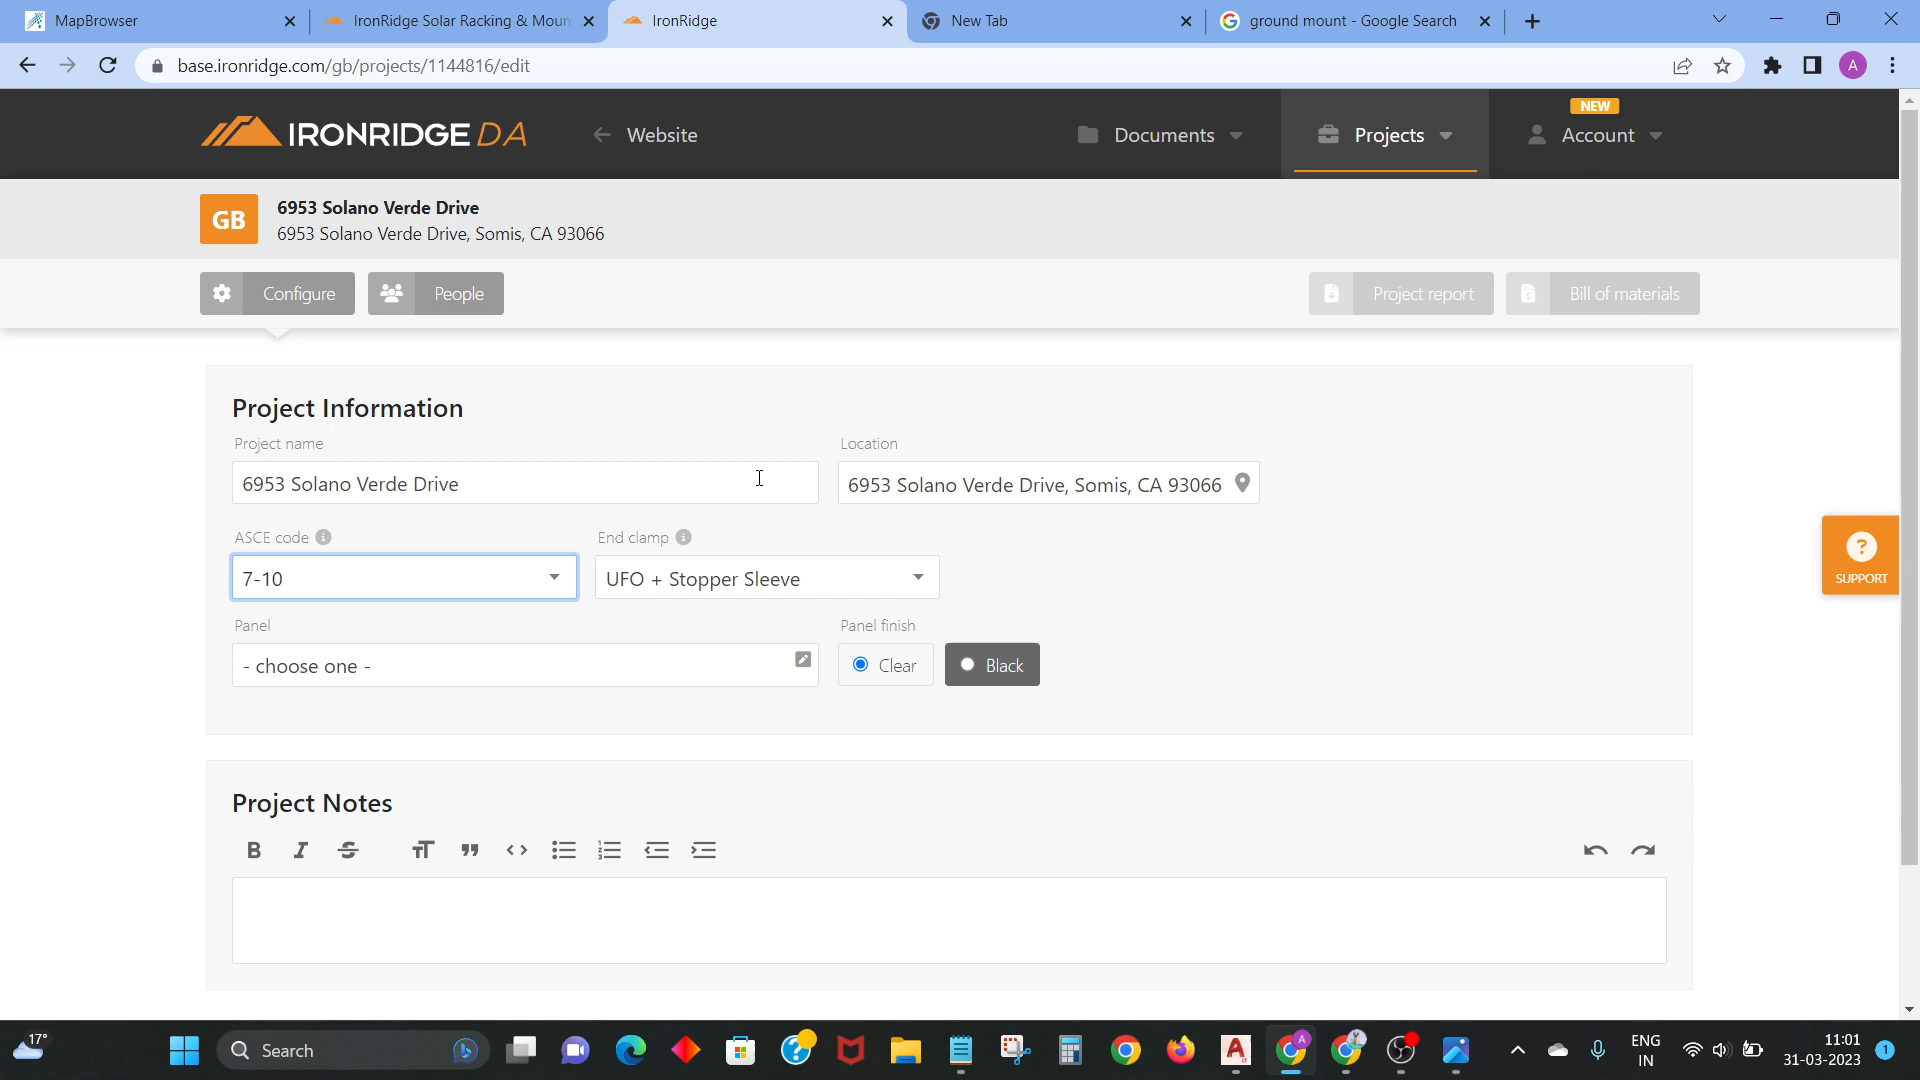 MapBrowser
IronRidge Solar Racking & Moun
IronRidge
New Tab
ground mount - Google Search
base.ironridge.com/gb/projects/1144816/edit
A
IRONRIDGE DA
Website
Documents
Projects
NEW
Account
GB
6953 Solano Verde Drive
6953 Solano Verde Drive, Somis, CA 93066
Configure
People
Project report
Bill of materials
Project Information
Project name
Location
6953 Solano Verde Drive
6953 Solano Verde Drive, Somis, CA 93066
ASCE code
End clamp
7-10
UFO + Stopper Sleeve
? SUPPORT
Panel
Panel finish
- choose one -
Clear
Black
Project Notes
B I S
17°
Search
ENG
IN
11:01
31-03-2023
1